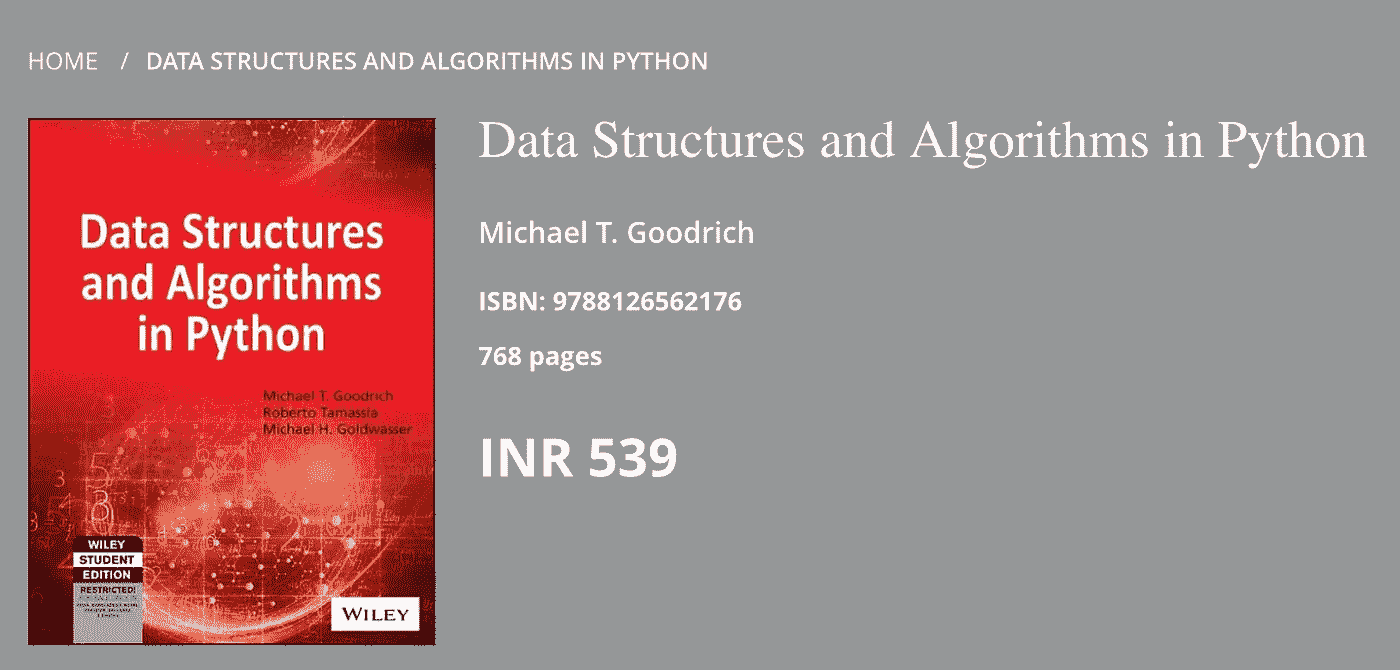 HOME / DATA STRUCTURES AND ALGORITHMS IN PYTHON
Data Structures
and Algorithms
in Python
Michael T. Goodrich
Roberto Tamassia
Michael H. Goldwasser
WILEY
STUDENT
EDITION
RESTRICTED!
WILEY
Data Structures and Algorithms in Python
Michael T. Goodrich
ISBN: 9788126562176
768 pages
INR 539